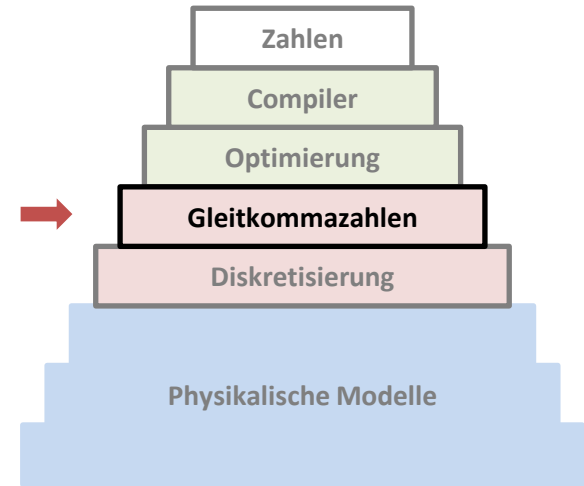 Zahlen
Compiler
Optimierung
Gleitkommazahlen
Diskretisierung
Physikalische Modelle